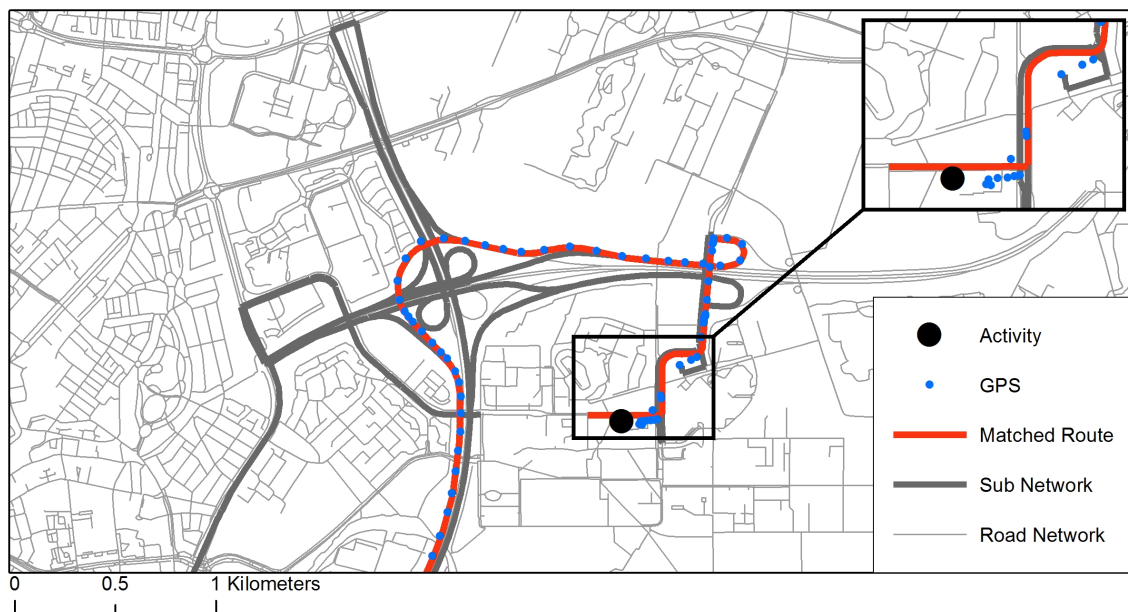 Activity
GPS
Matched Route
Sub Network
Road Network
0 0.5 1 Kilometers